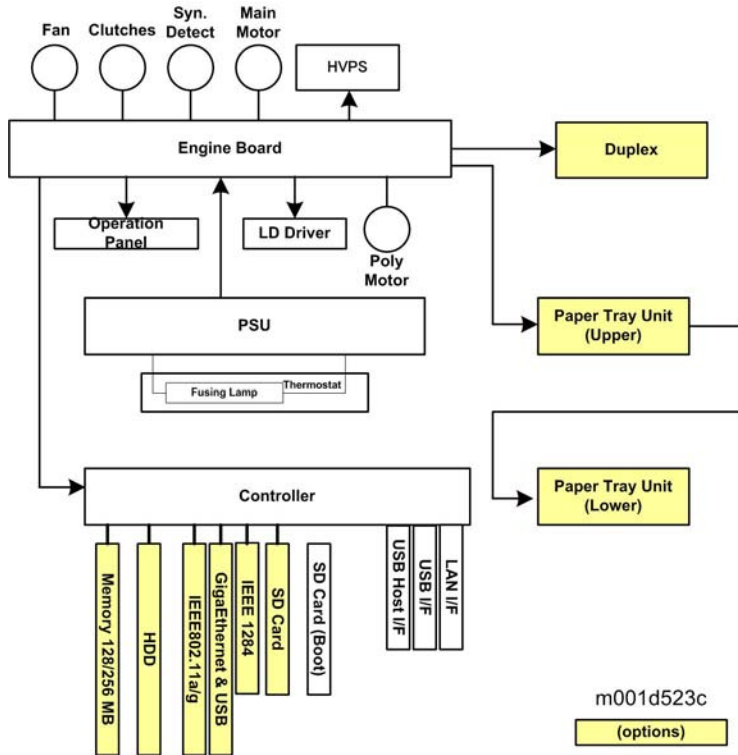 Fan
Clutches
Syn.
Detect
Main
Motor
HVPS
Engine Board
Duplex
Operation
Panel
LD Driver
Poly
Motor
PSU
Paper Tray Unit
(Upper)
Fusing Lamp
Thermostat
Controller
Paper Tray Unit
(Lower)
Memory 128/256 MB
HDD
IEEE802.11a/g
GigaEthernet & USB
IEEE 1284
SD Card
SD Card (Boot)
USB Host I/F
USB I/F
LAN I/F
m001d523c
(options)